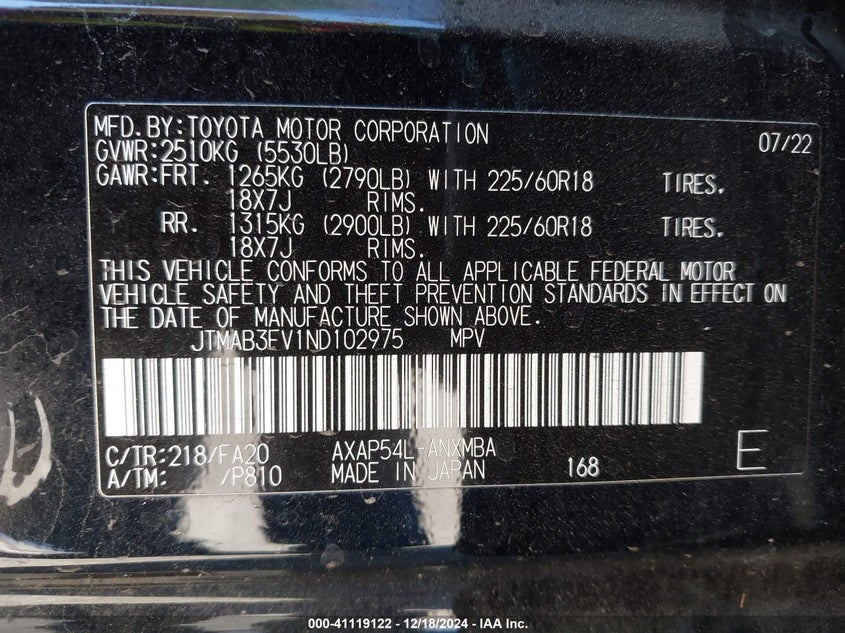 MFD.BY:TOYOTA MOTOR CORPORATION 07/22
GVWR:2510KG (5530LB)
GAWR:FRT. 1265KG (2790LB) WITH 225/60R18 TIRES.
18X7J RIMS.
RR. 1315KG (2900LB) WITH 225/60R18 TIRES.
18X7J RIMS.
THIS VEHICLE CONFORMS TO ALL APPLICABLE FEDERAL MOTOR
VEHICLE SAFETY AND THEFT PREVENTION STANDARDS IN EFFECT ON
THE DATE OF MANUFACTURE SHOWN ABOVE.
JTMAB3FV1ND102975 MPV
C/TR:218/FA20 AXAP54L-ANXMBA
A/TM: /P810 MADE IN JAPAN 168 E
000-41119122 - 12/18/2024 - IAA Inc.